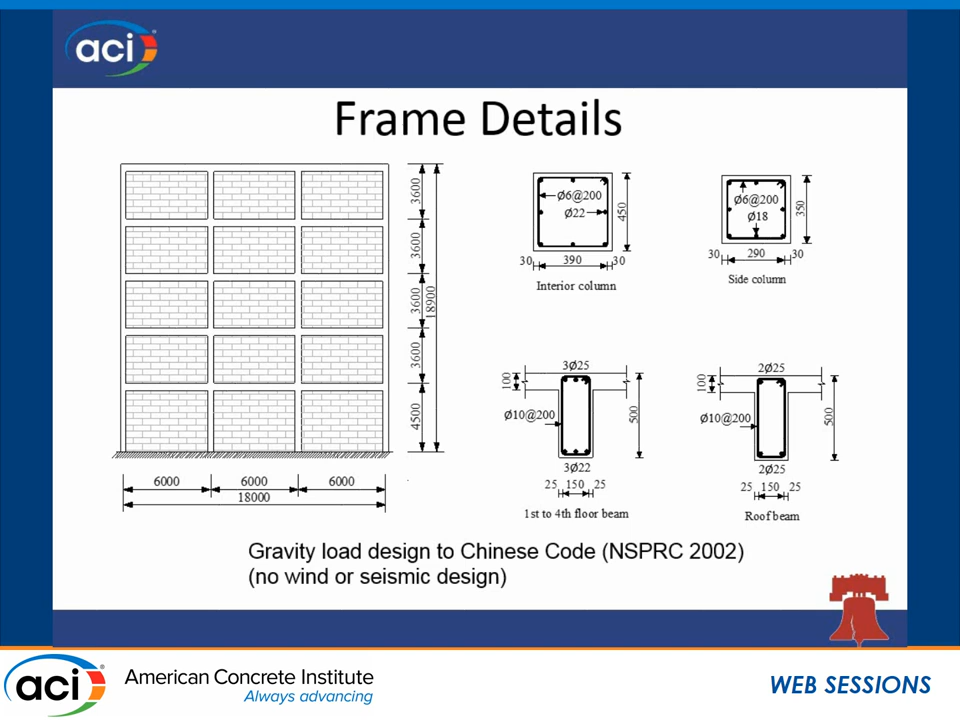 aci
Frame Details
3600
3600
3600
18900
3600
4500
6000
6000
6000
18000
Ø6@200
Ø22
450
30
390
30
Interior column
Ø6@200
Ø18
350
30
290
30
Side column
3Ø25
100
Ø10@200
500
3Ø22
25 150 25
1st to 4th floor beam
2Ø25
100
Ø10@200
500
2Ø25
25 150 25
Roof beam
Gravity load design to Chinese Code (NSPRC 2002)
(no wind or seismic design)
aci
American Concrete Institute
Always advancing
WEB SESSIONS